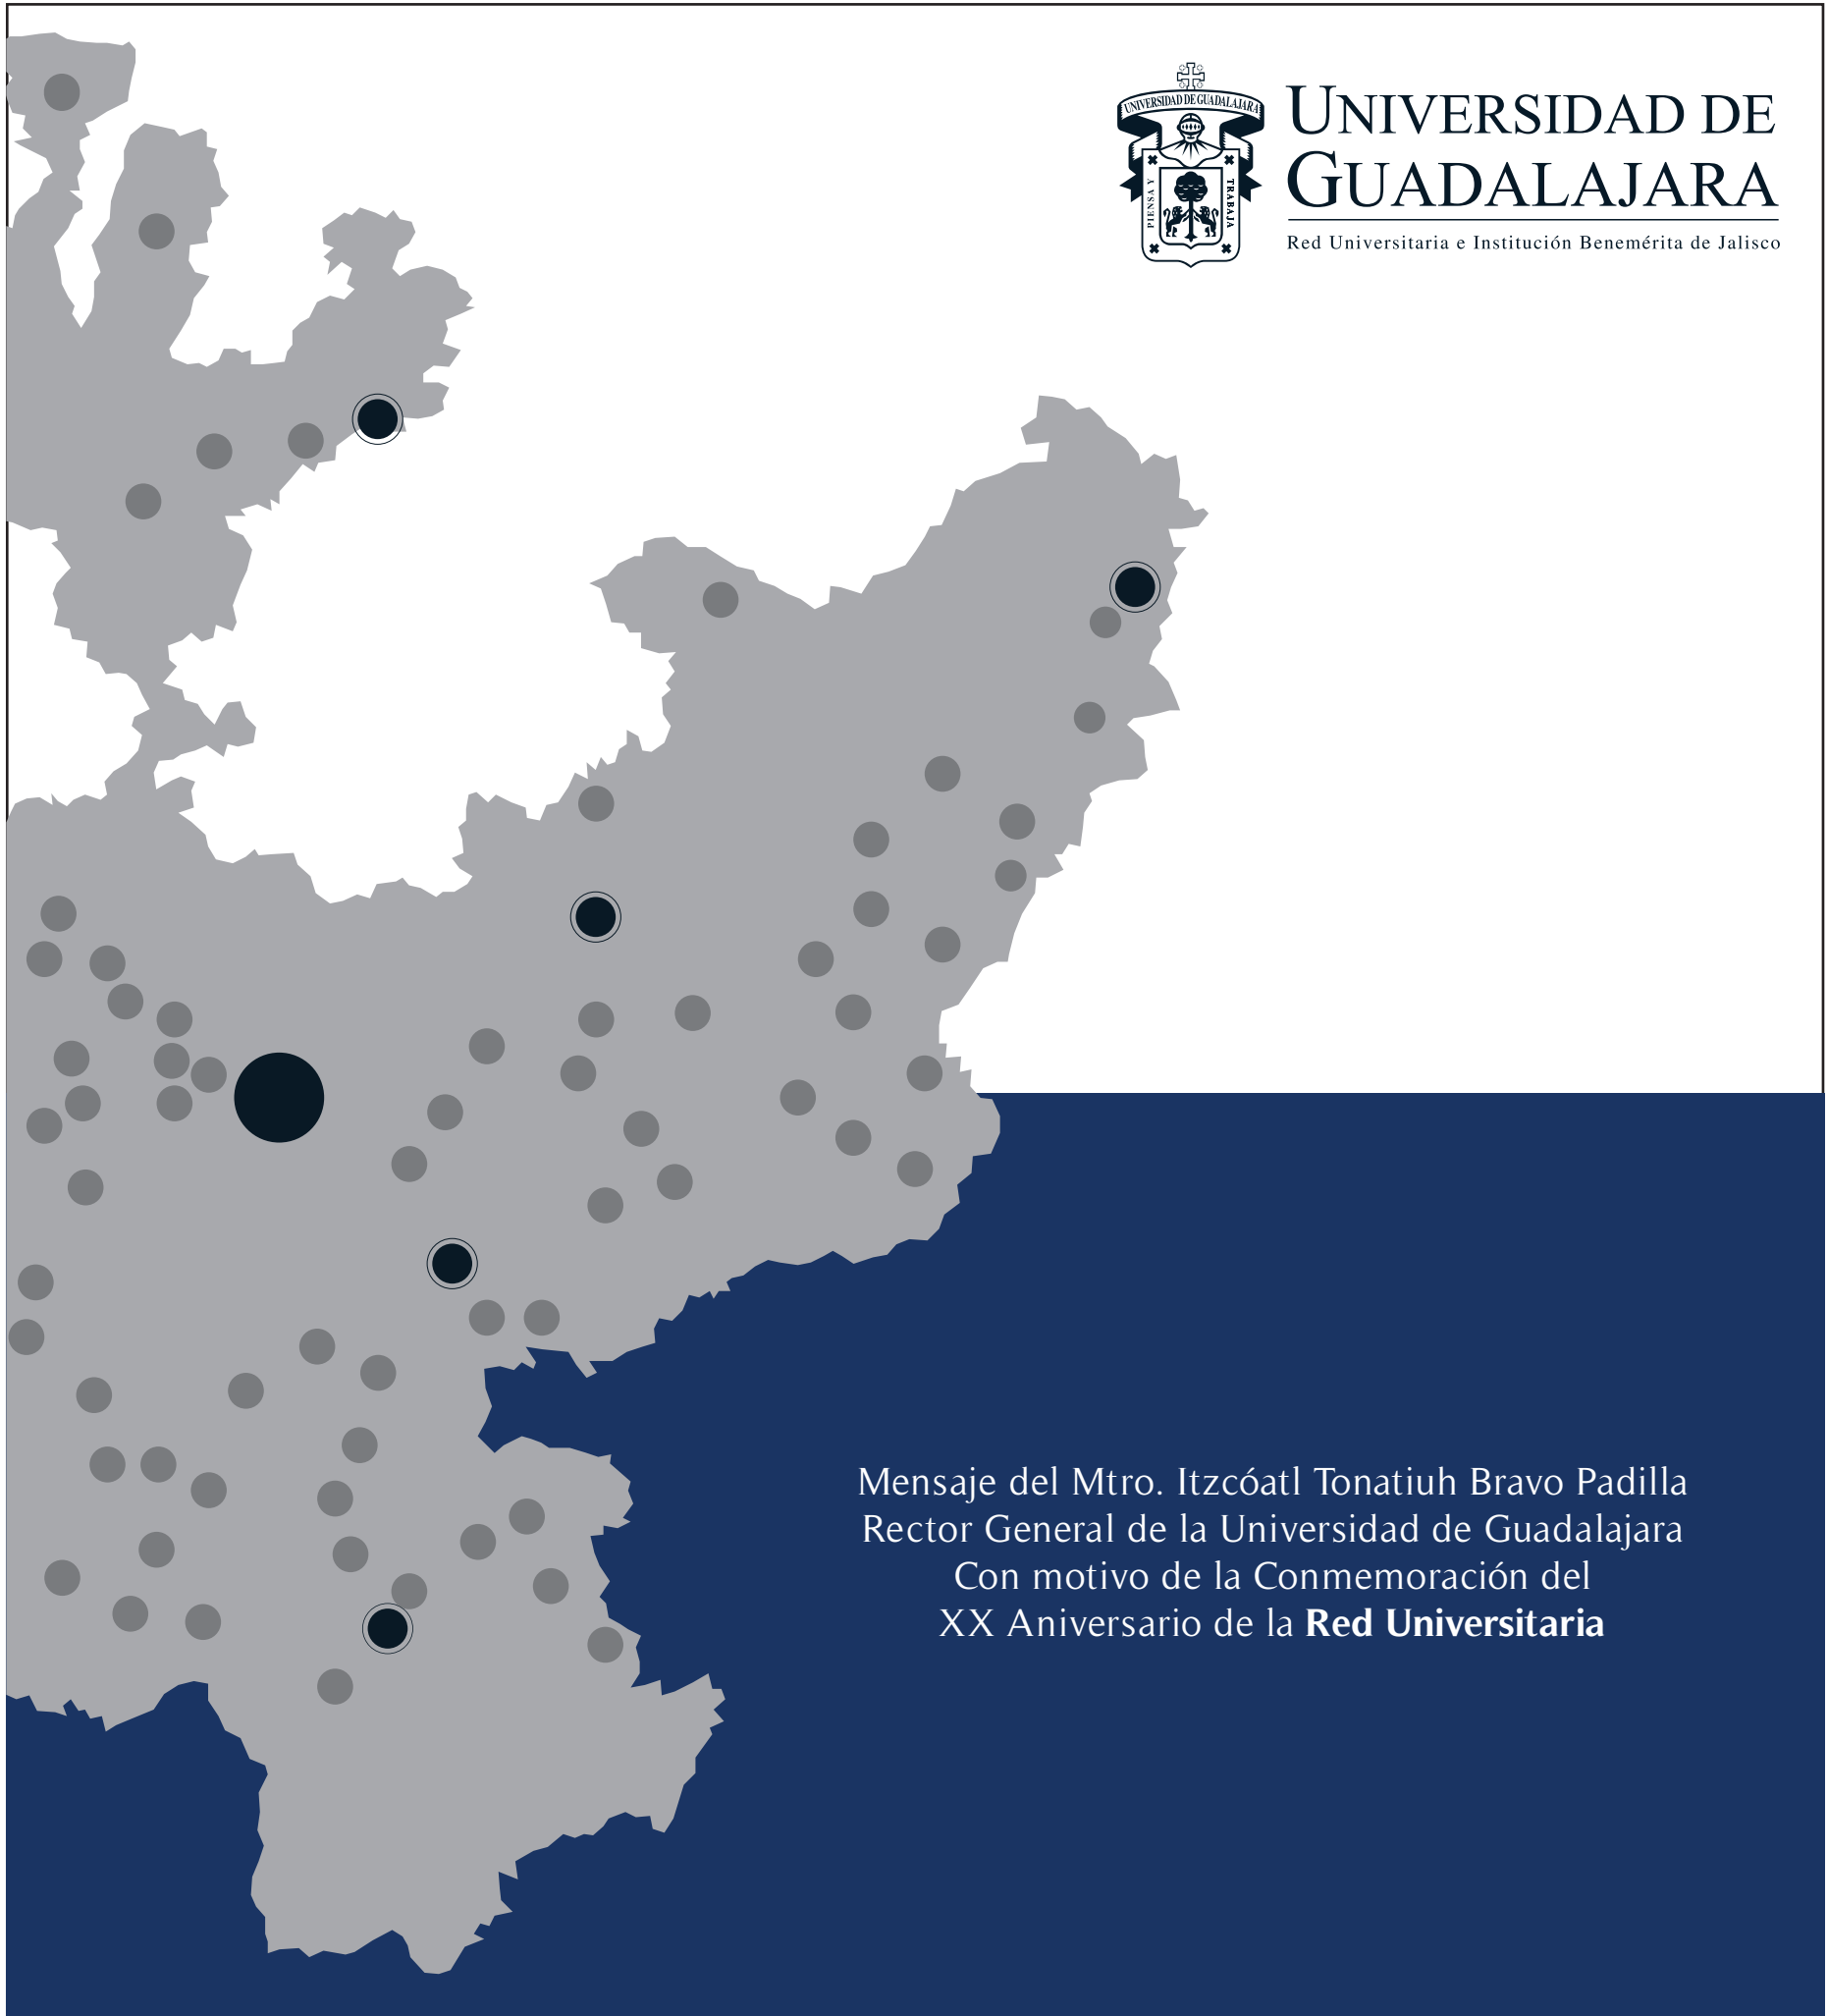 UNIVERSIDAD DE GUADALAJARA
PIENSA Y
TRABAJA
UNIVERSIDAD DE
GUADALAJARA
Red Universitaria e Institución Benemérita de Jalisco
Mensaje del Mtro. Itzcóatl Tonatiuh Bravo Padilla
Rector General de la Universidad de Guadalajara
Con motivo de la Conmemoración del
XX Aniversario de la Red Universitaria